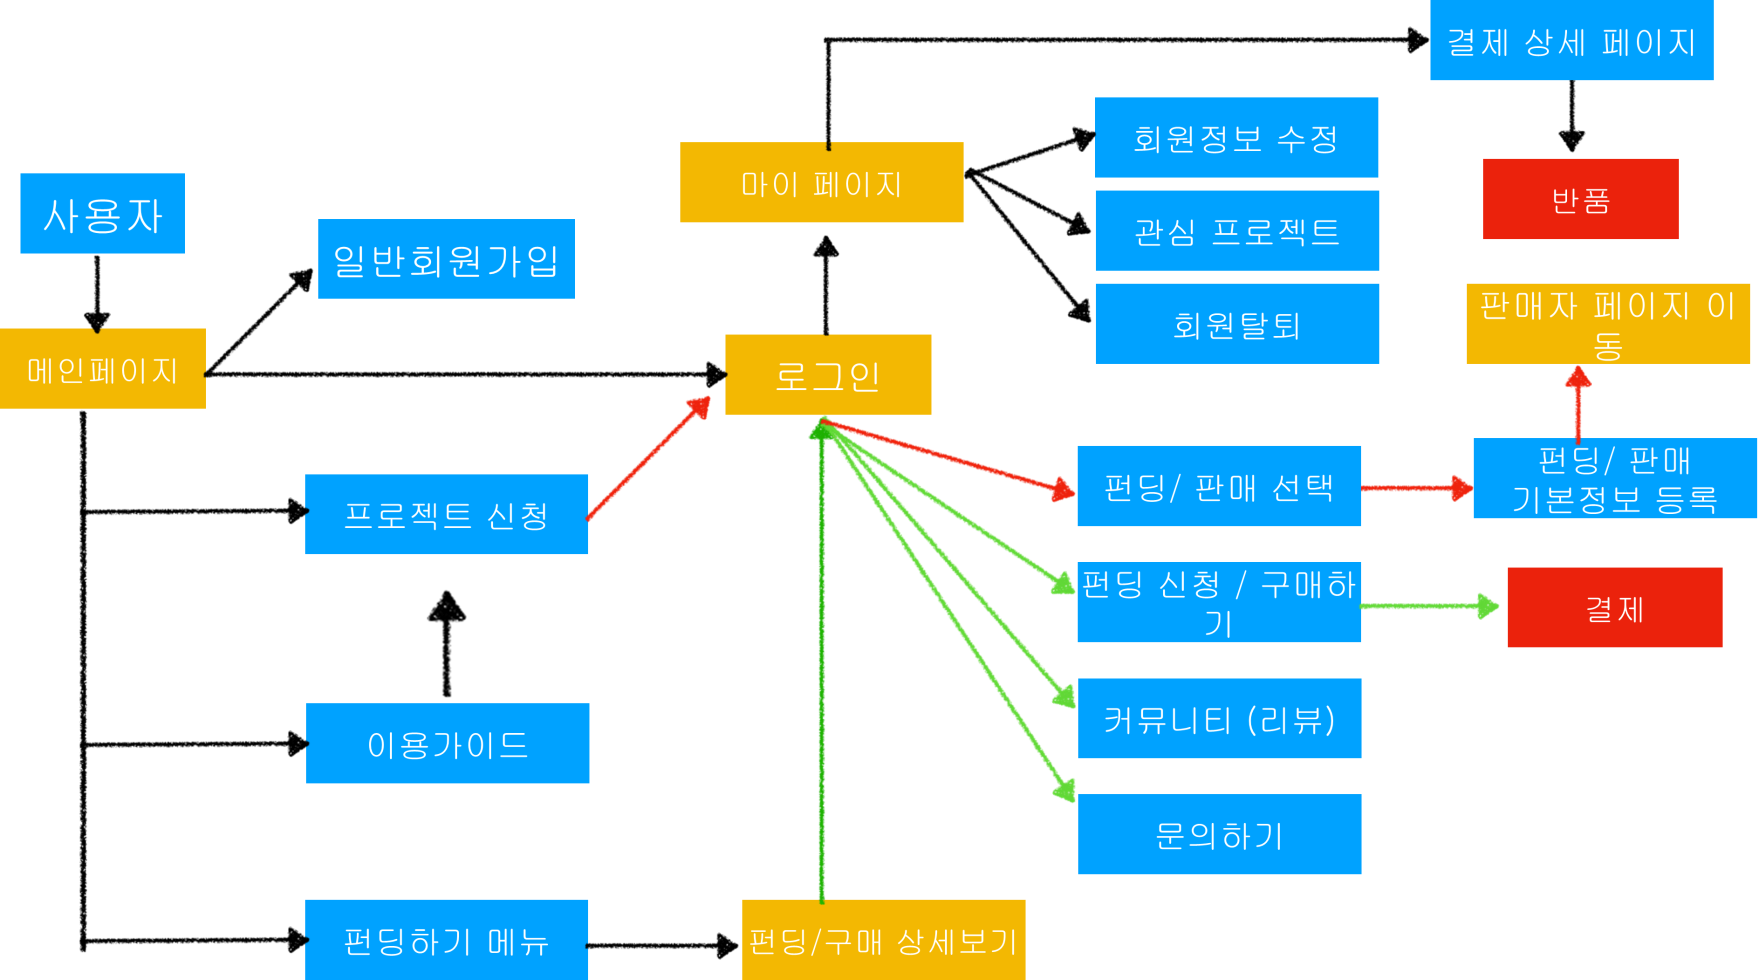 결제 상세 페이지
회원정보 수정
마이 페이지
반품
사용자
관심 프로젝트
일반회원가입
판매자 페이지 이
동
회원탈퇴
메인페이지
로그인
펀딩/ 판매 선택
펀딩/ 판매
기본정보 등록
프로젝트 신청
펀딩 신청 / 구매하
기
결제
커뮤니티 (리뷰)
이용가이드
문의하기
펀딩하기 메뉴
펀딩/구매 상세보기